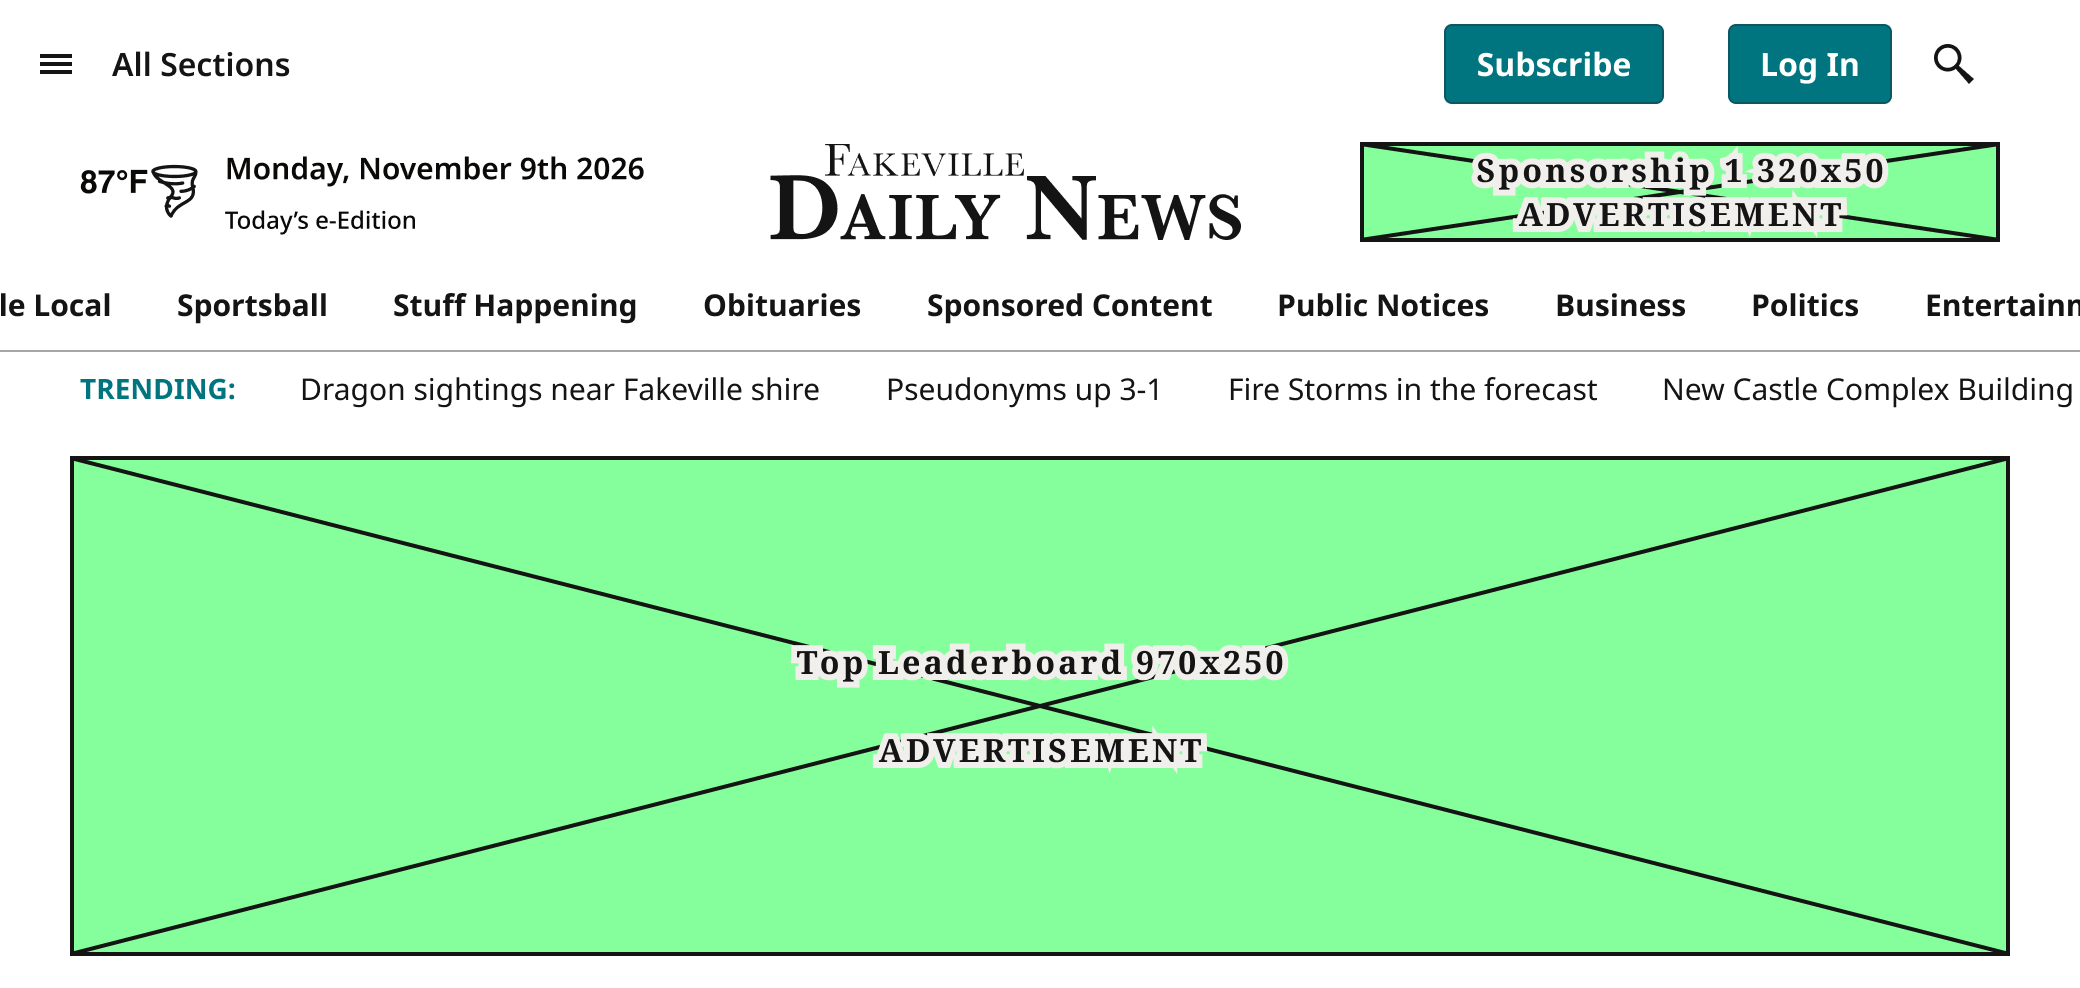 All Sections
Subscribe
Log In
87°F
Monday, November 9th 2026
Today’s e-Edition
FAKEVILLE
DAILY NEWS
Sponsorship 1 320x50
ADVERTISEMENT
Local Sportsball Stuff Happening Obituaries Sponsored Content Public Notices Business Politics
TRENDING: Dragon sightings near Fakeville shire Pseudonyms up 3-1 Fire Storms in the forecast New Castle Complex Building
Top Leaderboard 970x250
ADVERTISEMENT